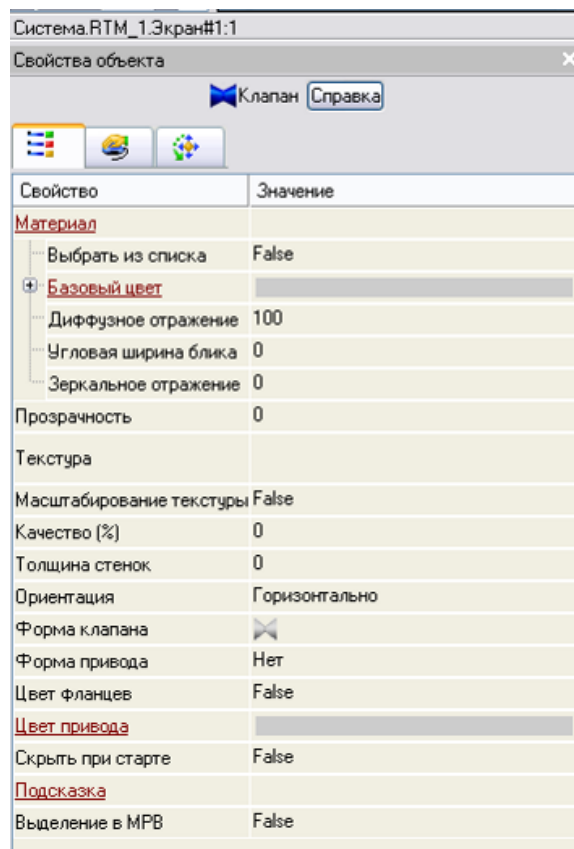 Система.RTM_1.Экран#1:1
Свойства объекта
Клапан Справка
Свойство Значение
Материал
Выбрать из списка False
Базовый цвет
Диффузное отражение 100
Угловая ширина блика 0
Зеркальное отражение 0
Прозрачность 0
Текстура
Масштабирование текстуры False
Качество (%) 0
Толщина стенок 0
Ориентация Горизонтально
Форма клапана
Форма привода Нет
Цвет фланцев False
Цвет привода
Скрыть при старте False
Подсказка
Выделение в МРВ False